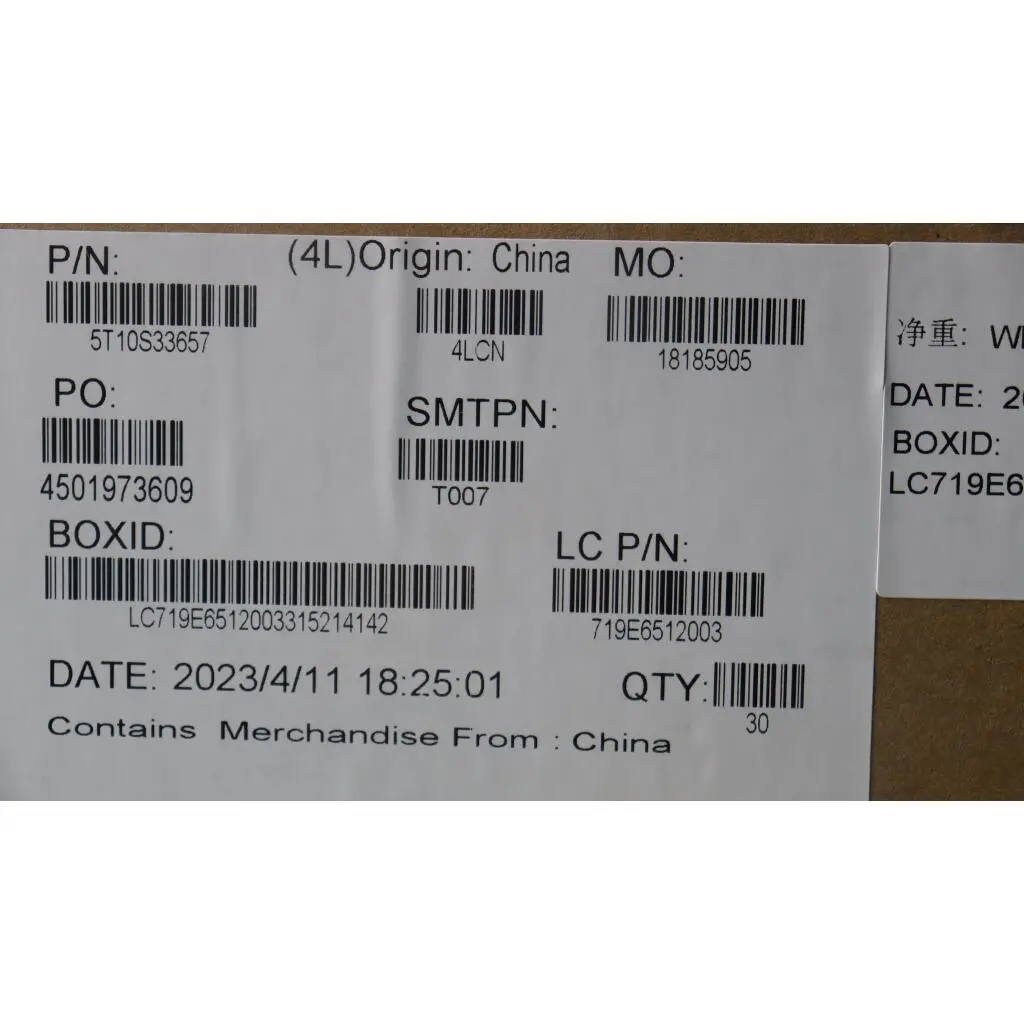 P/N:
(4L)Origin: China
MO:
5T10S33657
4LCN
18185905
PO:
SMTPN:
4501973609
T007
BOXID:
LC P/N:
LC719E6512003315214142
719E6512003
DATE: 2023/4/11 18:25:01
QTY:
30
Contains Merchandise From : China
净重:
DATE:
BOXID:
LC719E6